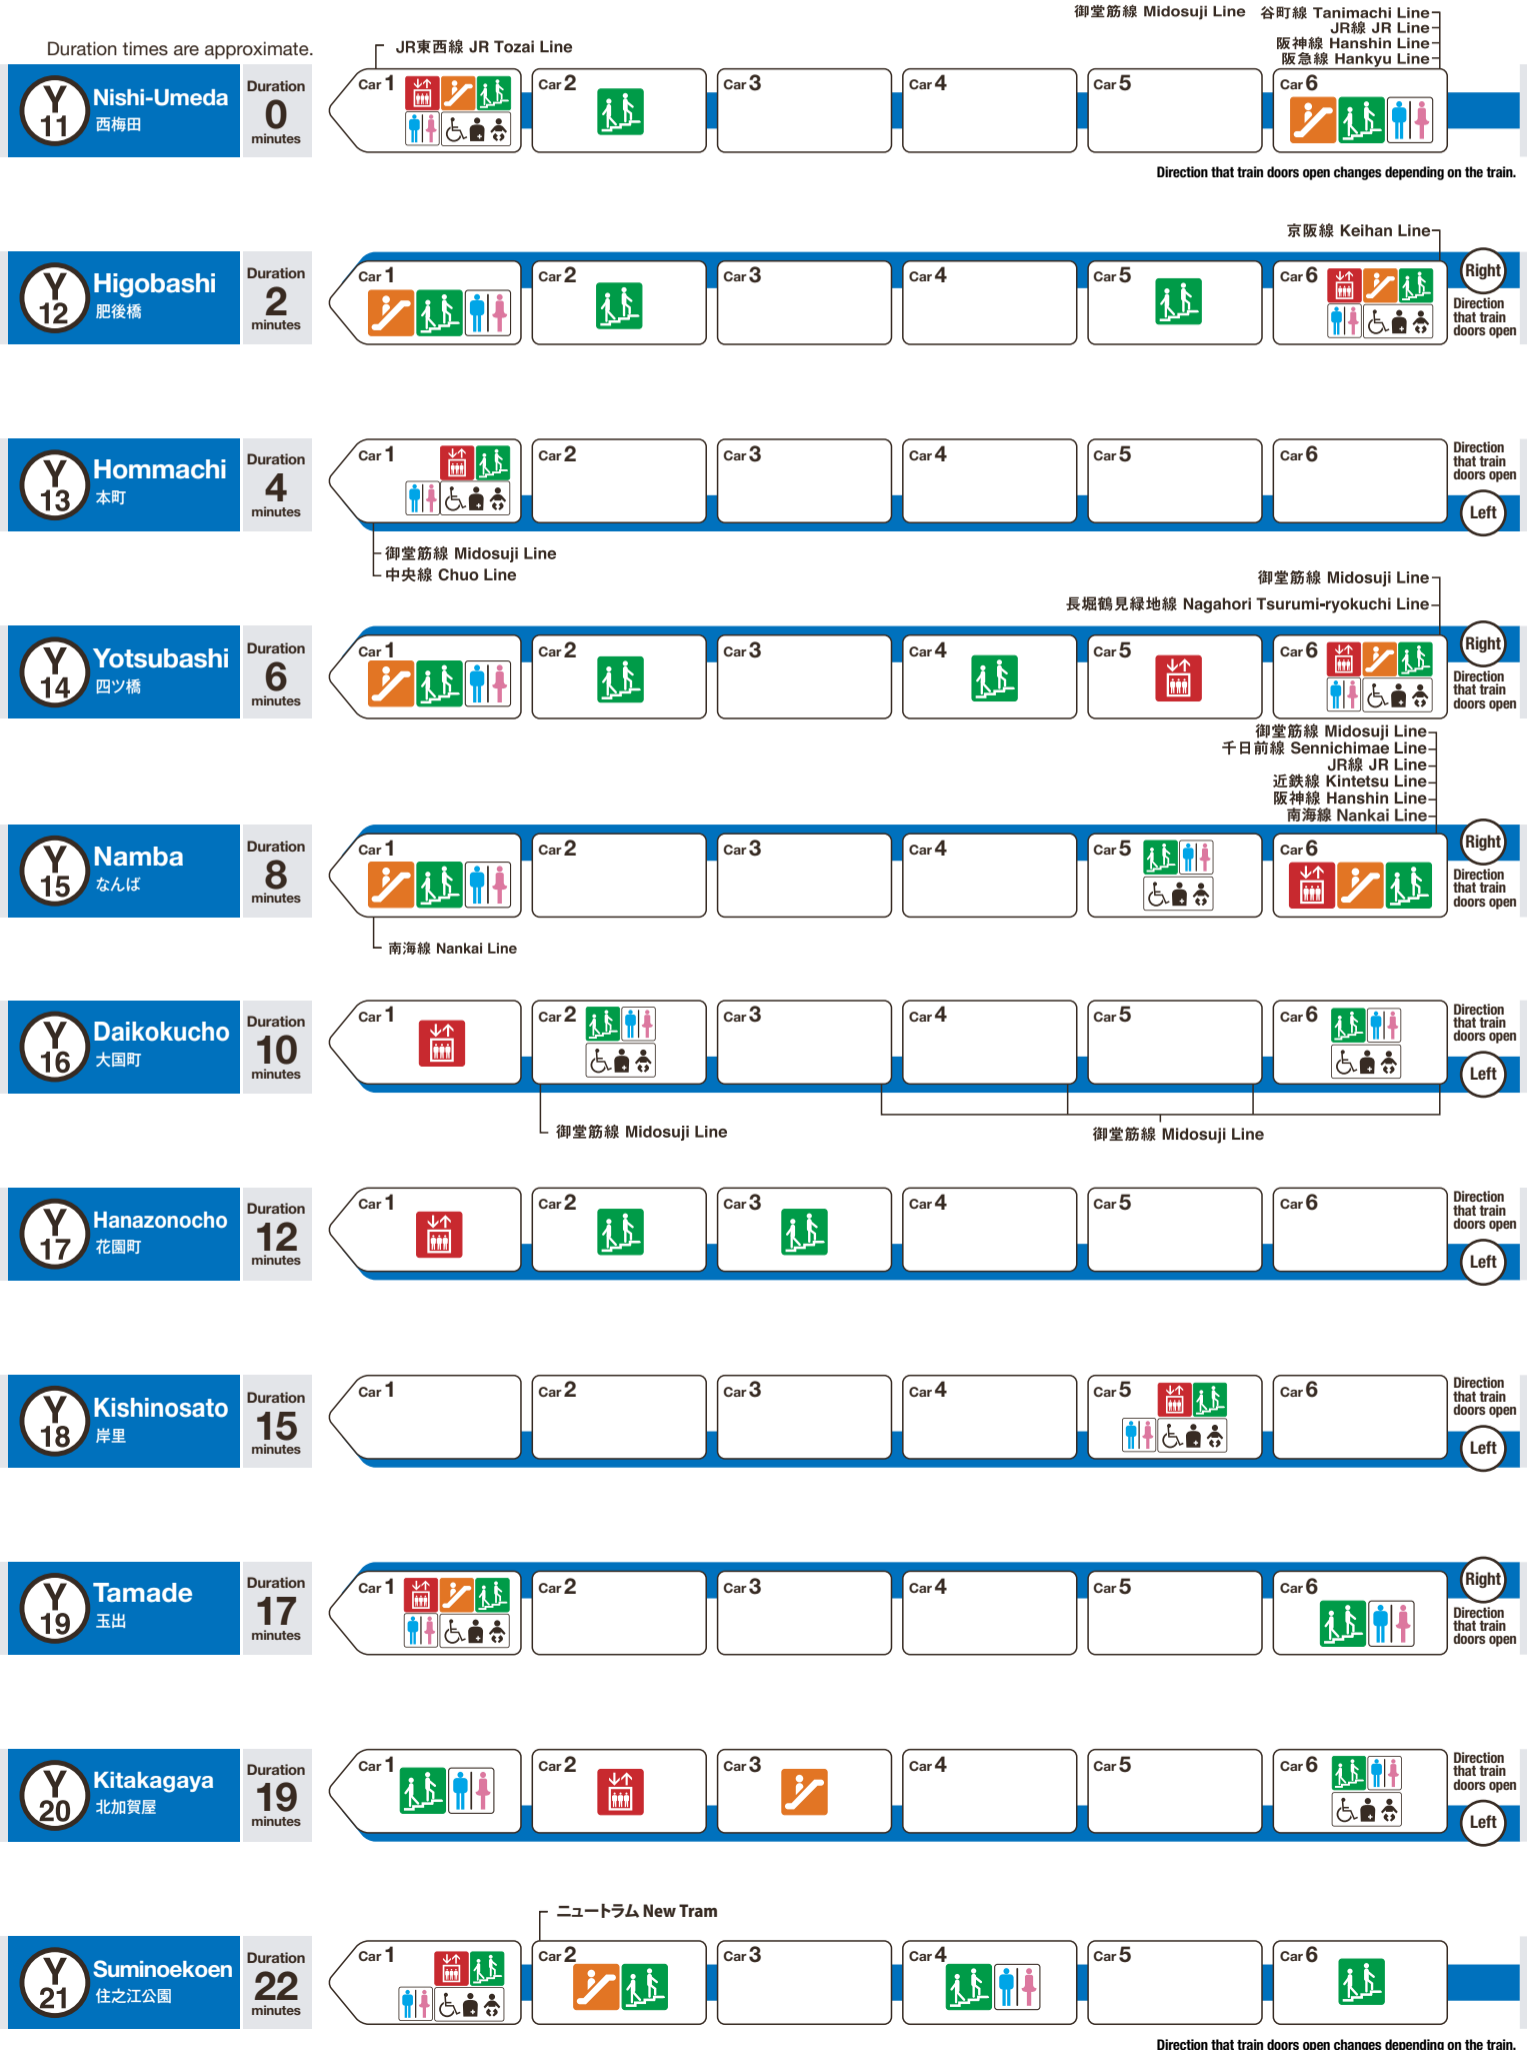 御堂筋線 Midosuji Line 谷町線 Tanimachi Line
JR線 JR Line
阪神線 Hanshin Line
阪急線 Hankyu Line
Duration times are approximate.
JR東西線 JR Tozai Line
Y 11 Nishi-Umeda 西梅田
Duration 0 minutes
Car 1 Car 2 Car 3 Car 4 Car 5 Car 6
Direction that train doors open changes depending on the train.
京阪線 Keihan Line
Y 12 Higobashi 肥後橋
Duration 2 minutes
Car 1 Car 2 Car 3 Car 4 Car 5 Car 6
Right
Direction
that train
doors open
Y 13 Hommachi 本町
Duration 4 minutes
Car 1 Car 2 Car 3 Car 4 Car 5 Car 6
Direction
that train
doors open
Left
御堂筋線 Midosuji Line
中央線 Chuo Line
御堂筋線 Midosuji Line
長堀鶴見緑地線 Nagahori Tsurumi-ryokuchi Line
Y 14 Yotsubashi 四ツ橋
Duration 6 minutes
Car 1 Car 2 Car 3 Car 4 Car 5 Car 6
Right
Direction
that train
doors open
御堂筋線 Midosuji Line
千日前線 Sennichimae Line
JR線 JR Line
近鉄線 Kintetsu Line
阪神線 Hanshin Line
南海線 Nankai Line
Y 15 Namba なんば
Duration 8 minutes
Car 1 Car 2 Car 3 Car 4 Car 5 Car 6
Right
Direction
that train
doors open
南海線 Nankai Line
Y 16 Daikokucho 大国町
Duration 10 minutes
Car 1 Car 2 Car 3 Car 4 Car 5 Car 6
Direction
that train
doors open
Left
御堂筋線 Midosuji Line
御堂筋線 Midosuji Line
Y 17 Hanazonocho 花園町
Duration 12 minutes
Car 1 Car 2 Car 3 Car 4 Car 5 Car 6
Direction
that train
doors open
Left
Y 18 Kishinosato 岸里
Duration 15 minutes
Car 1 Car 2 Car 3 Car 4 Car 5 Car 6
Direction
that train
doors open
Left
Y 19 Tamade 玉出
Duration 17 minutes
Car 1 Car 2 Car 3 Car 4 Car 5 Car 6
Right
Direction
that train
doors open
Y 20 Kitakagaya 北加賀屋
Duration 19 minutes
Car 1 Car 2 Car 3 Car 4 Car 5 Car 6
Direction
that train
doors open
Left
ニュートラム New Tram
Y 21 Suminoekoen 住之江公園
Duration 22 minutes
Car 1 Car 2 Car 3 Car 4 Car 5 Car 6
Direction that train doors open changes depending on the train.